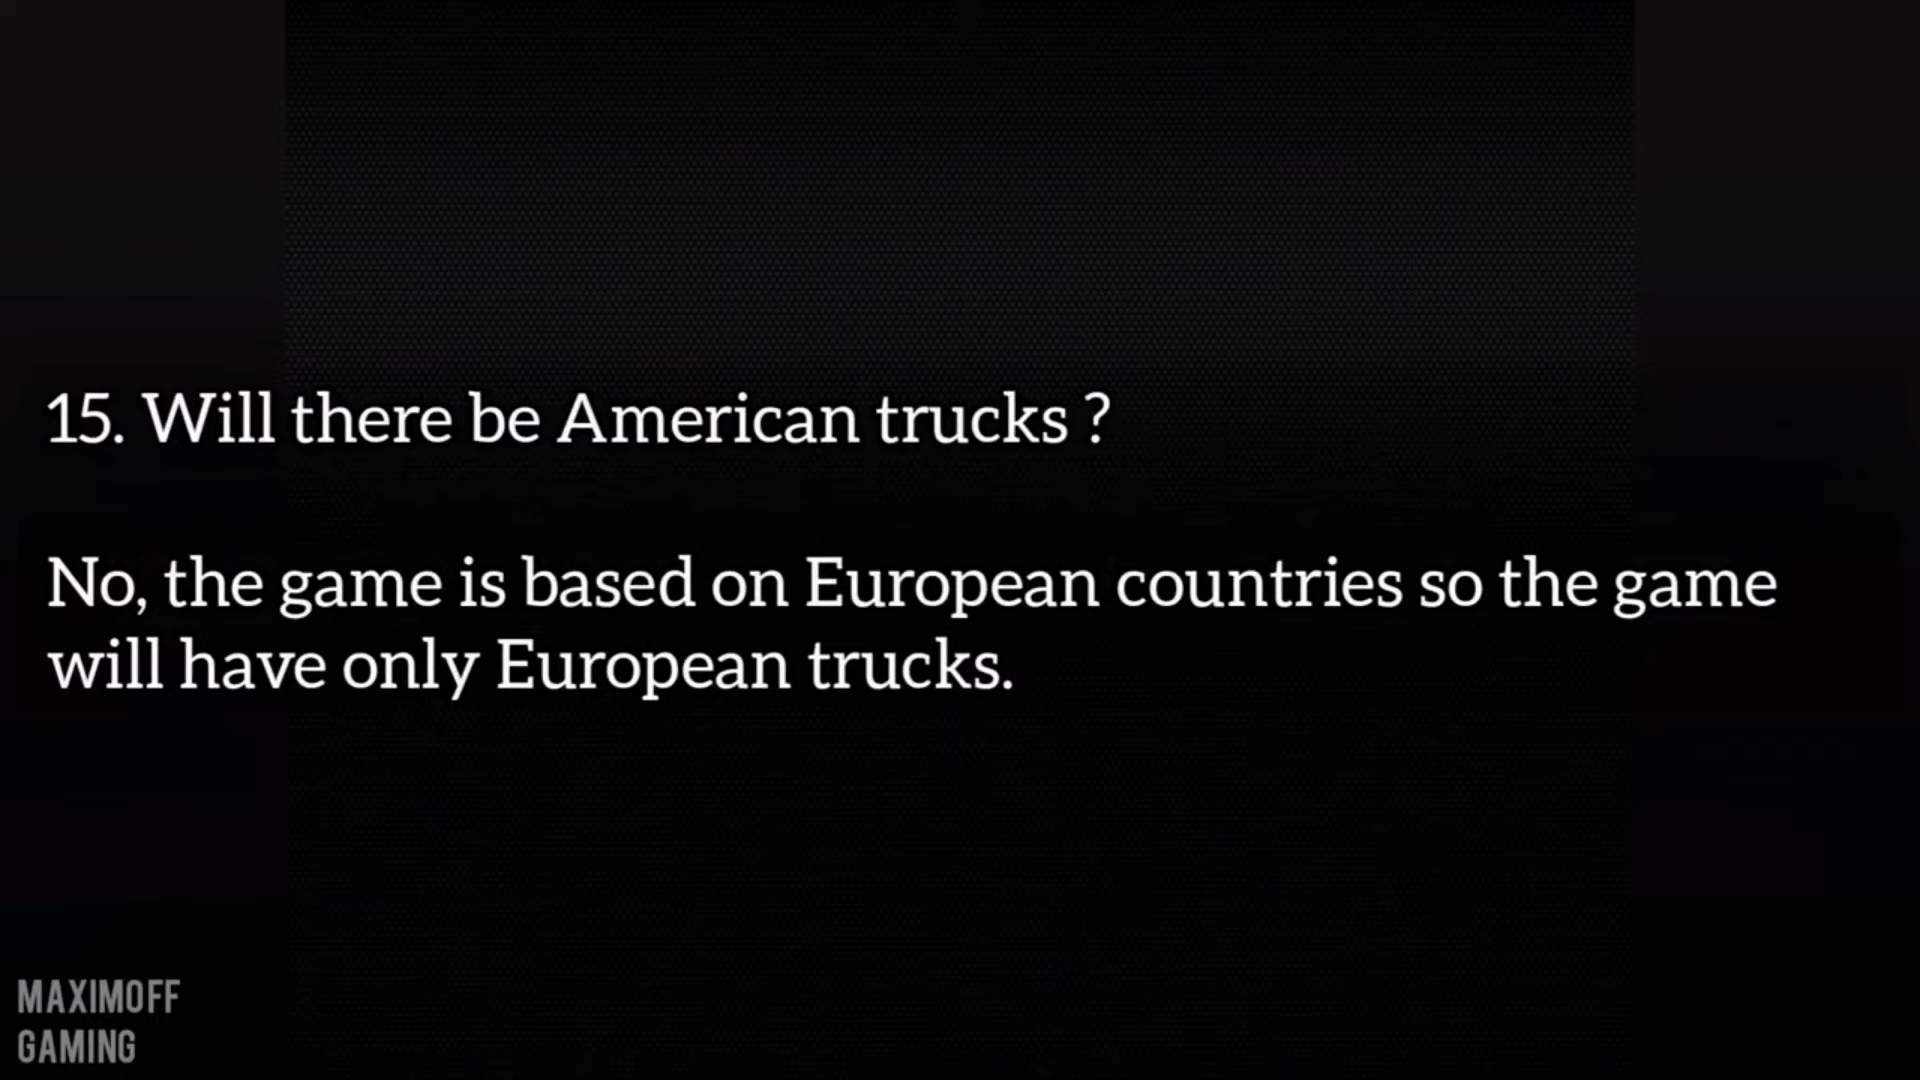 15. Will there be American trucks ?
No, the game is based on European countries so the game
will have only European trucks.
MAXIMOFF
GAMING